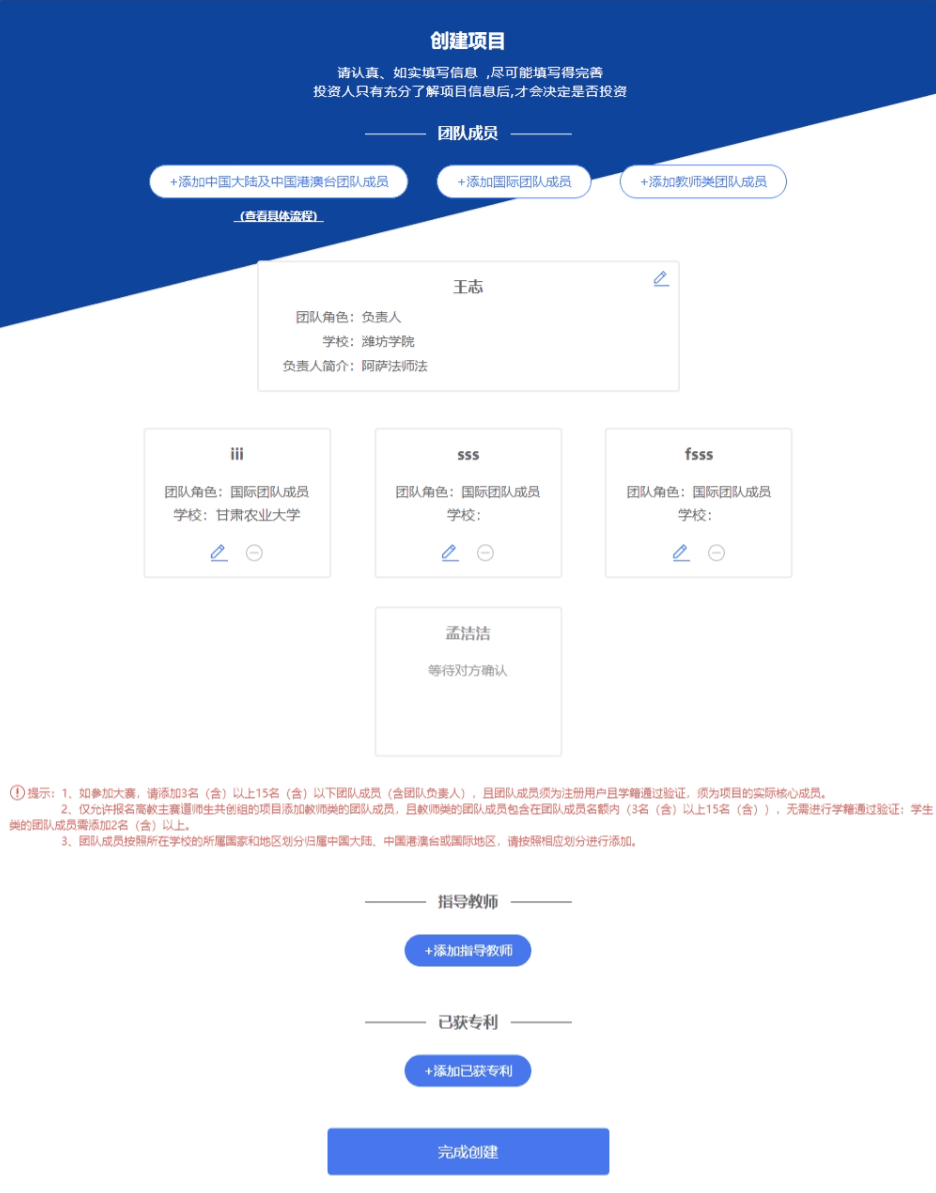 创建项目
请认真、如实填写信息 ,尽可能填写得完善
投资人只有充分了解项目信息后,才会决定是否投资
团队成员
+添加中国大陆及中国港澳台团队成员
+添加国际团队成员
+添加教师类团队成员
(查看具体流程)
王志
团队角色：负责人
学校：潍坊学院
负责人简介：阿萨法师法
iii
团队角色：国际团队成员
学校：甘肃农业大学
sss
团队角色：国际团队成员
学校：
fsss
团队角色：国际团队成员
学校：
孟洁洁
等待对方确认
提示：1、如参加大赛，请添加3名（含）以上15名（含）以下团队成员（含团队负责人），且团队成员须为注册用户且学籍通过验证，须为项目的实际核心成员。
2、仅允许报名高教主赛道师生共创组的项目添加教师类的团队成员，且教师类的团队成员包含在团队成员名额内（3名（含）以上15名（含）），无需进行学籍通过验证；学生
类的团队成员需添加2名（含）以上。
3、团队成员按照所在学校的所属国家和地区划分归属中国大陆、中国港澳台或国际地区，请按照相应划分进行添加。
指导教师
+添加指导教师
已获专利
+添加已获专利
完成创建